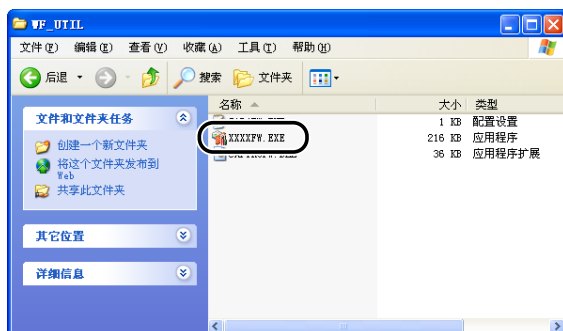 WF_UTIL
文件(F) 编辑(E) 查看(V) 收藏(A) 工具(T) 帮助(H)
后退 搜索 文件夹
名称 大小 类型
文件和文件夹任务
创建一个新文件夹
将这个文件夹发布到
Web
共享此文件夹
其它位置
详细信息
1 KB 配置设置
XXXXFW.EXE 216 KB 应用程序
36 KB 应用程序扩展